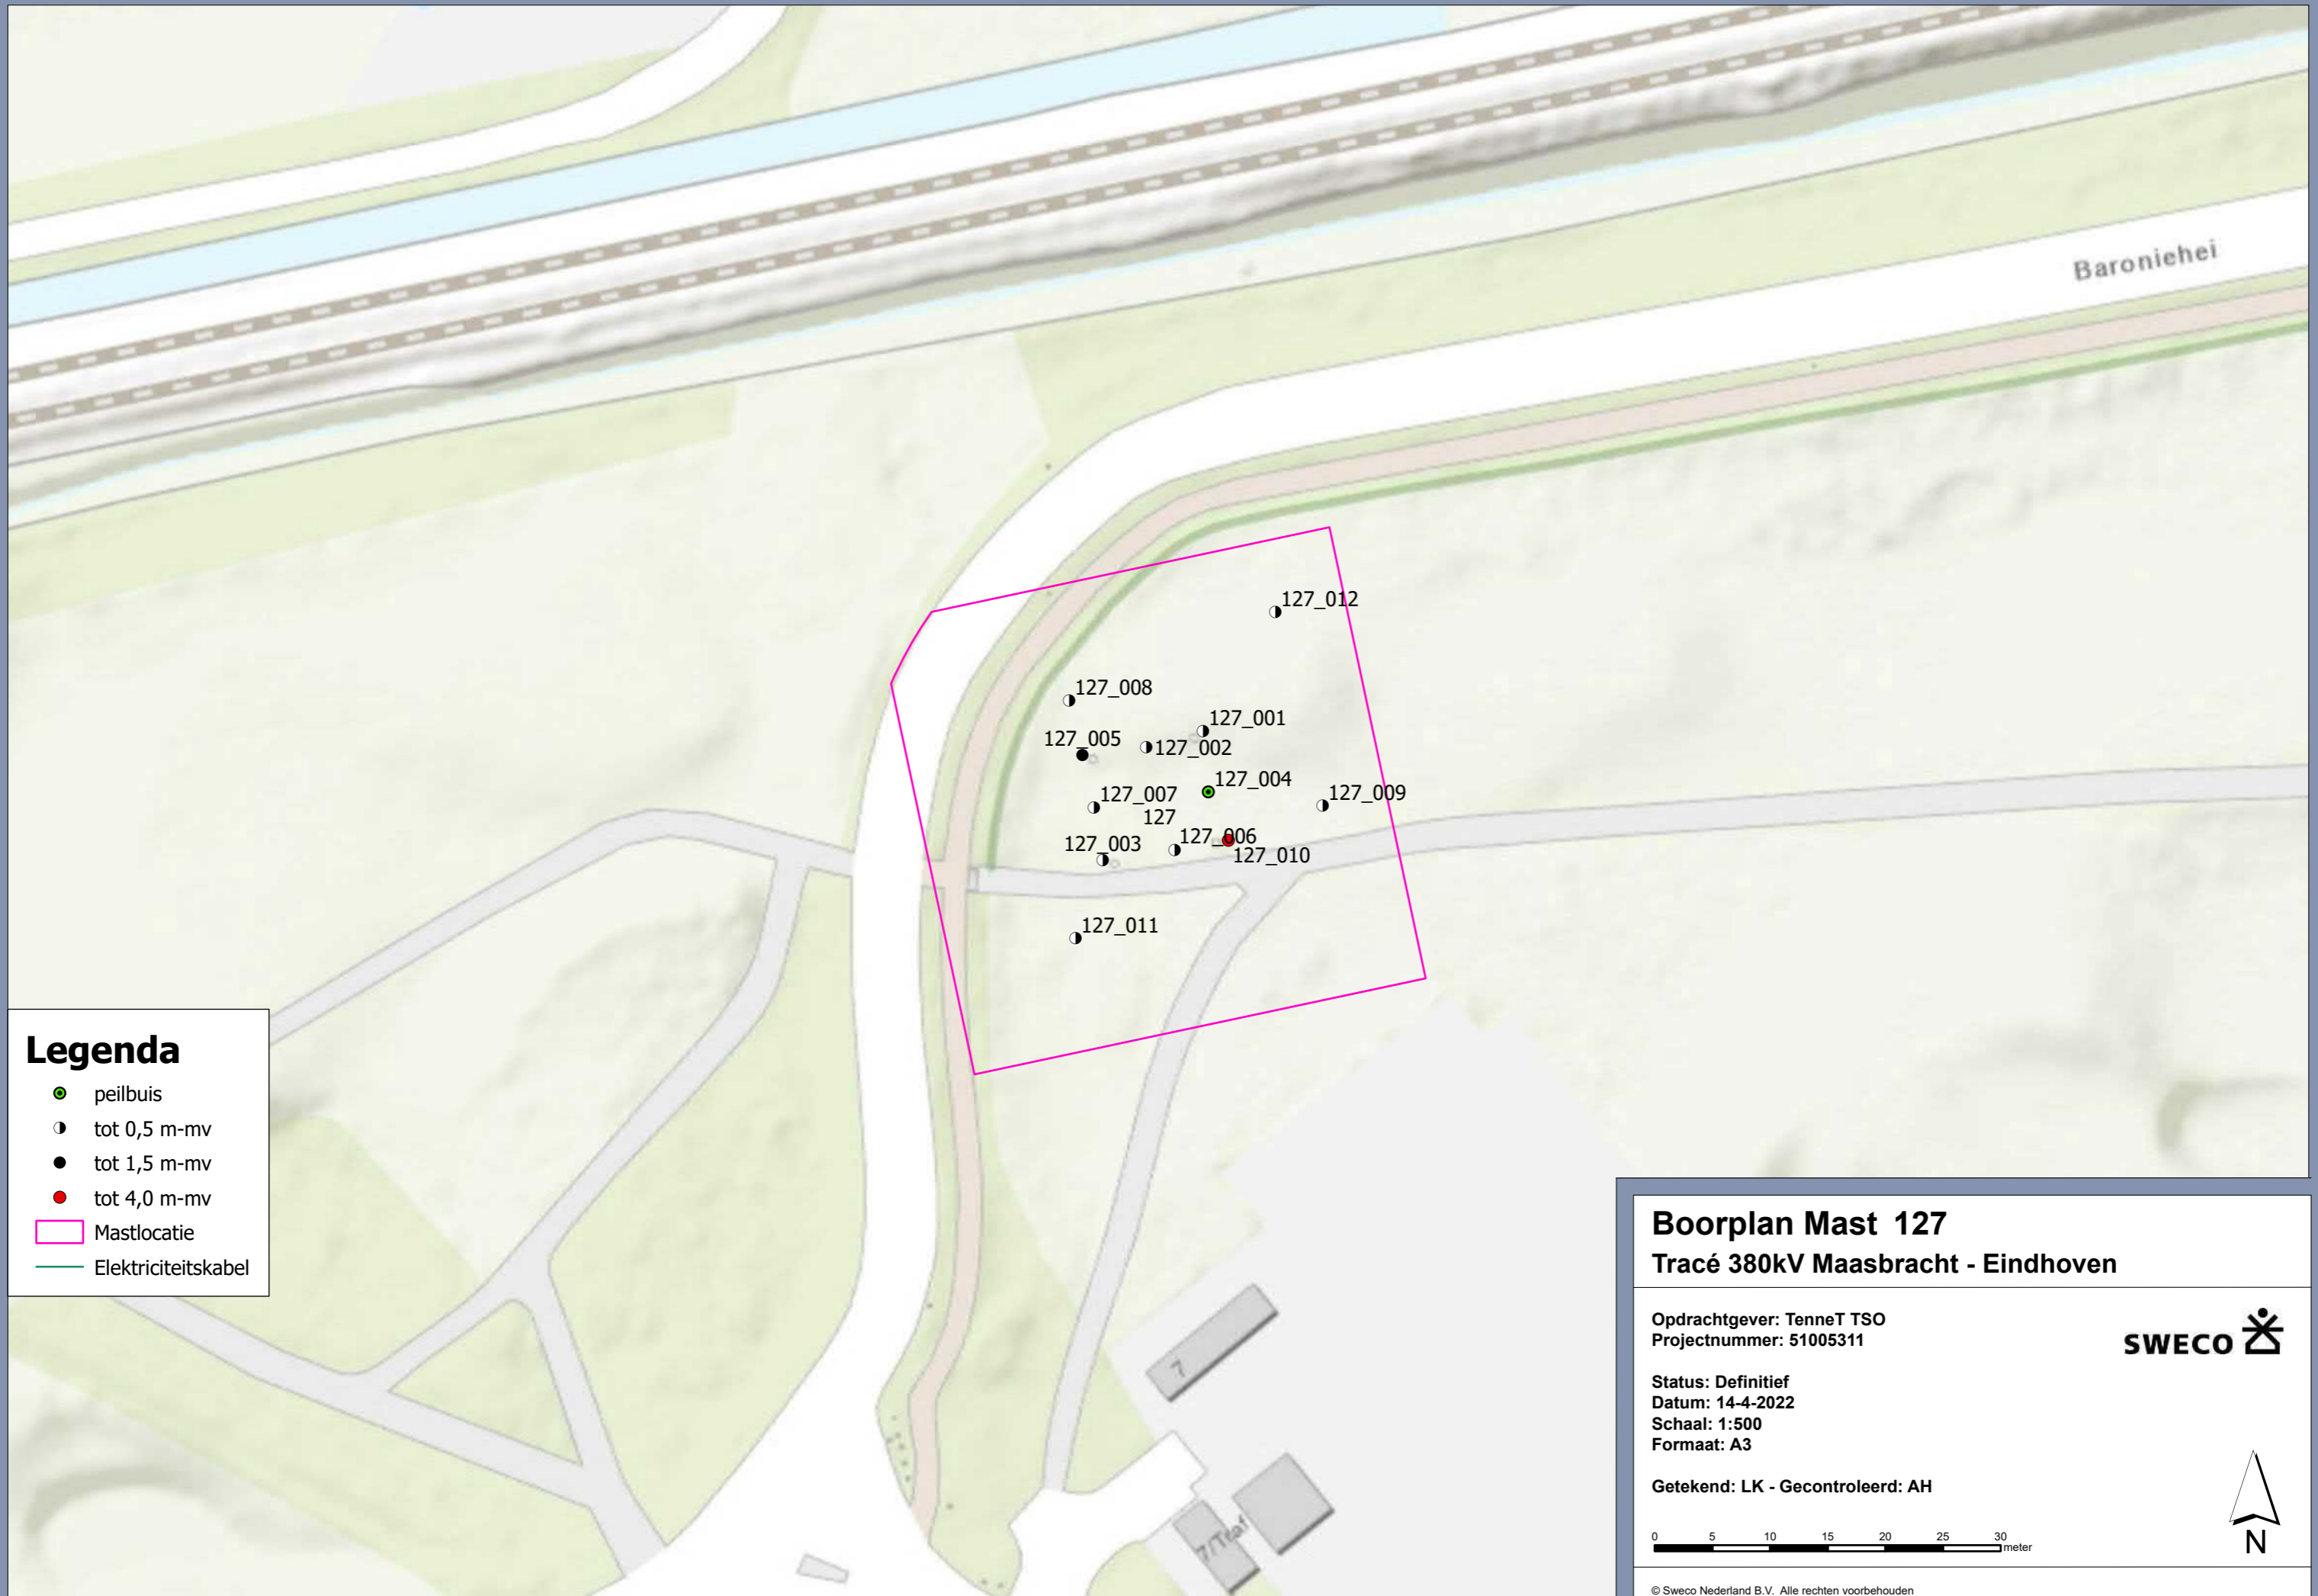 Baroniehei
127_012
127_008
127_001
127_005
127_002
127_004
127_007
127_009
127
127_006
127_003
127_010
127_011
Legenda
peilbuis
tot 0,5 m-mv
tot 1,5 m-mv
tot 4,0 m-mv
Mastlocatie
Elektriciteitskabel
7
7/Traf
Boorplan Mast 127
Tracé 380kV Maasbracht - Eindhoven
Opdrachtgever: TenneT TSO
Projectnummer: 51005311
SWECO
Status: Definitief
Datum: 14-4-2022
Schaal: 1:500
Formaat: A3
Getekend: LK - Gecontroleerd: AH
0 5 10 15 20 25 30
meter
N
© Sweco Nederland B.V. Alle rechten voorbehouden